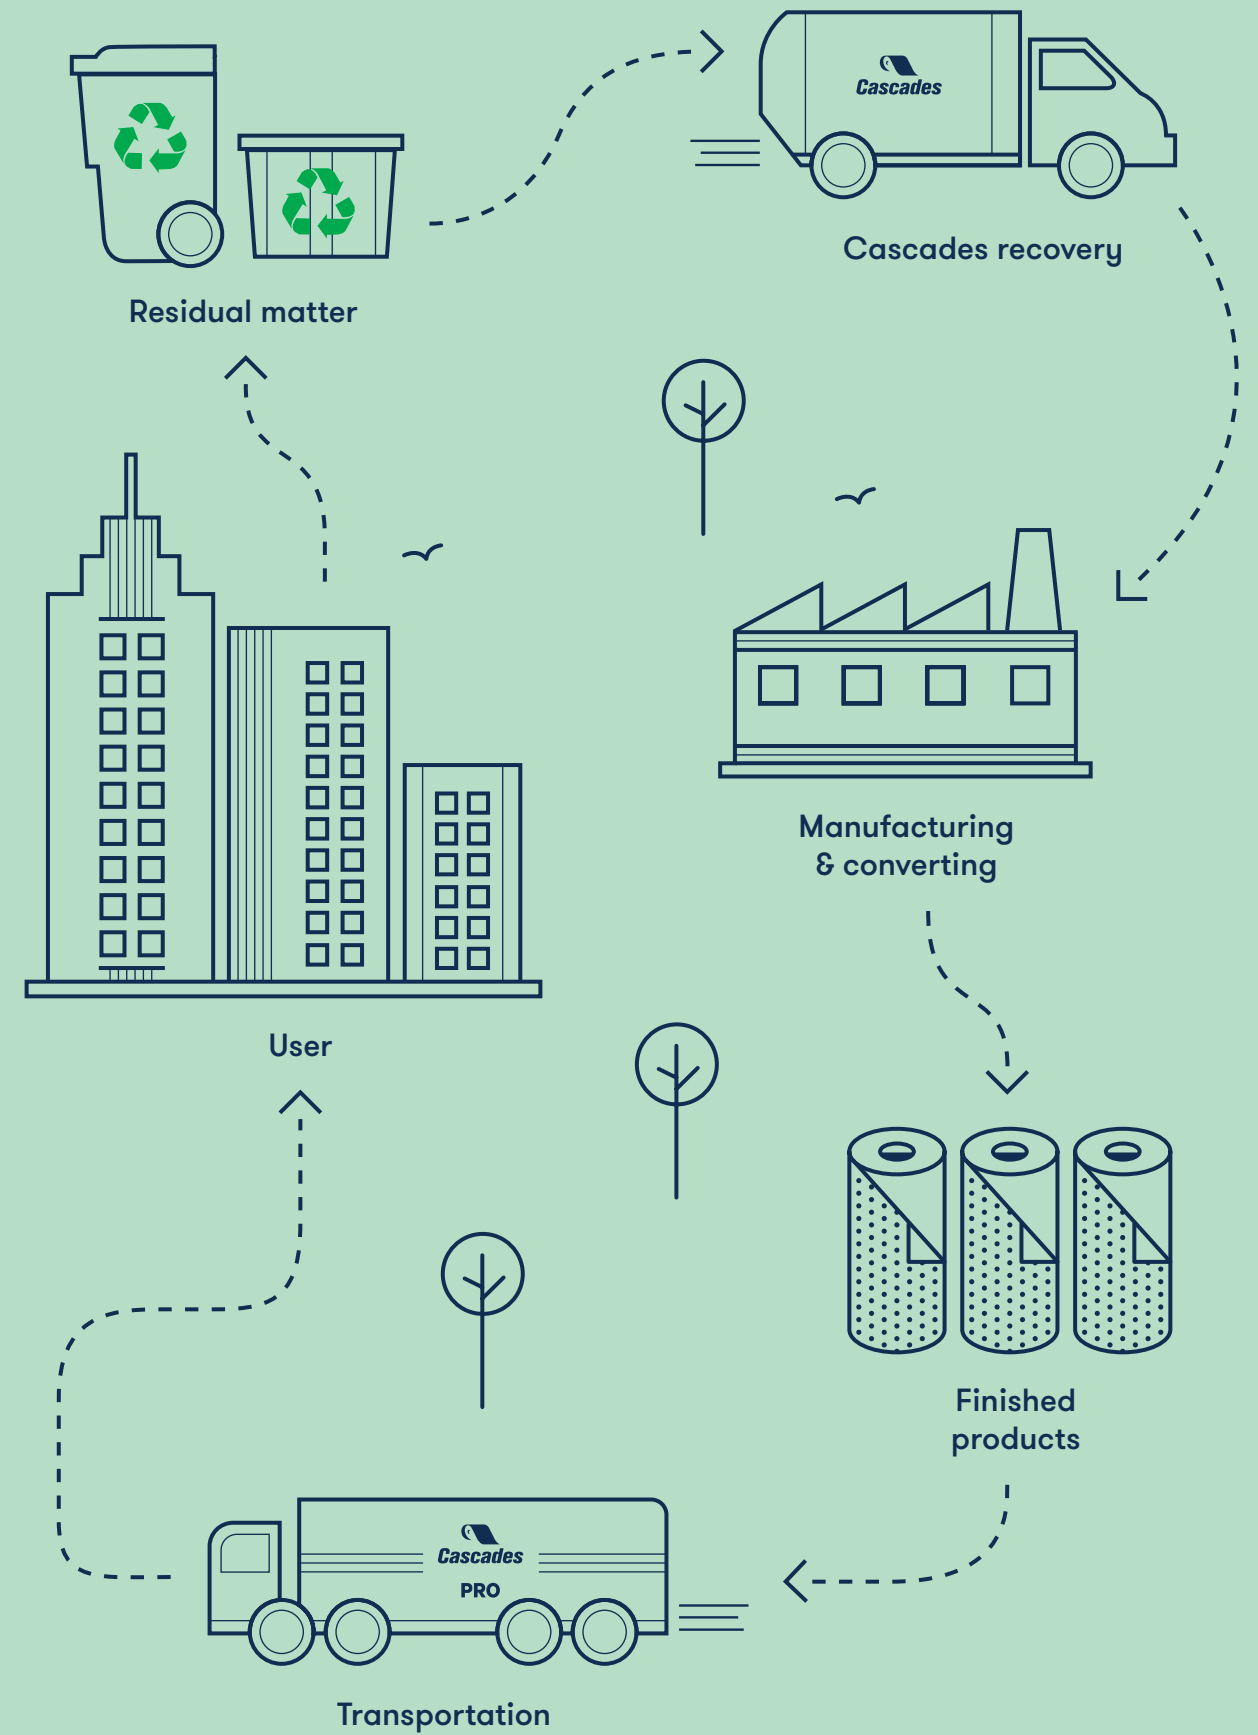 Cascades
Cascades recovery
Residual matter
Manufacturing
& converting
User
Finished
products
Cascades
PRO
Transportation